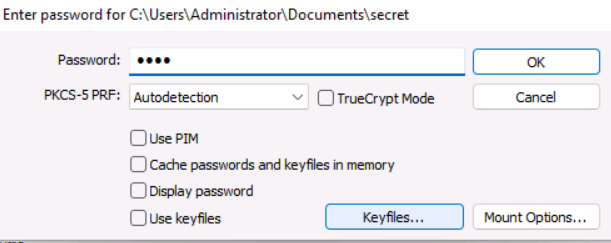 Enter password for C:\Users\Administrator\Documents\secret
Password: ●●●● OK
PKCS-5 PRF: Autodetection TrueCrypt Mode Cancel
Use PIM
Cache passwords and keyfiles in memory
Display password
Use keyfiles Keyfiles... Mount Options...